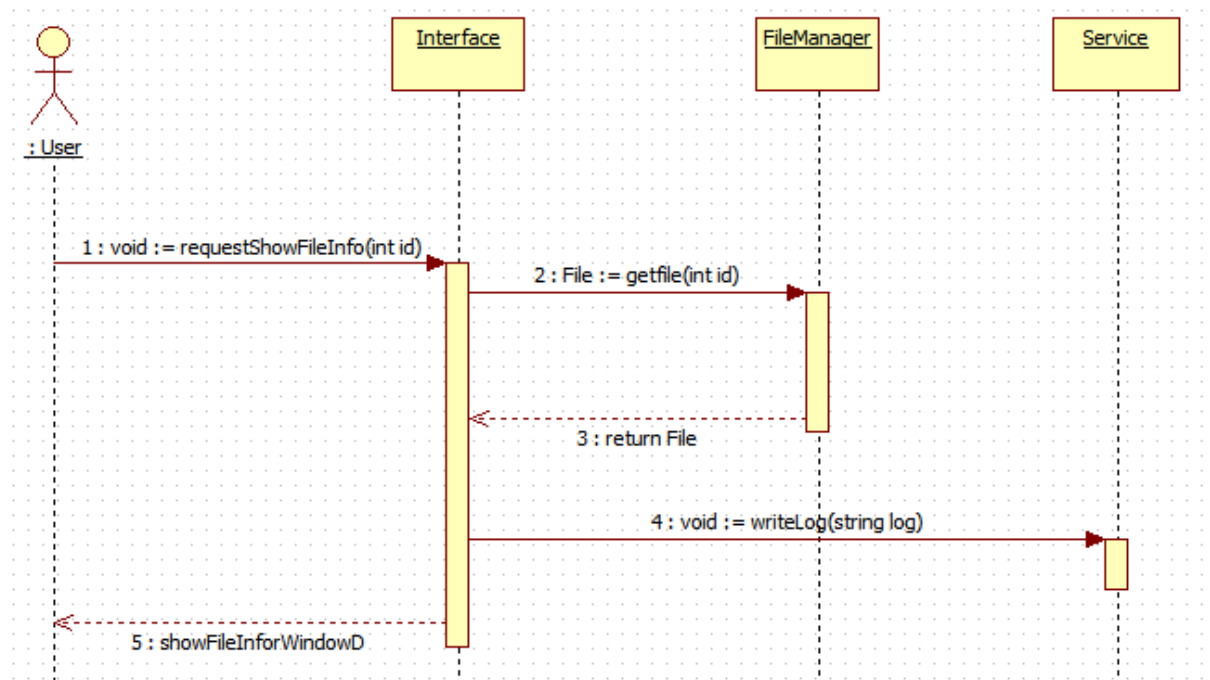 Interface
FileManager
Service
: User
1 : void := requestShowFileInfo(int id)
2 : File := getfile(int id)
3 : return File
4 : void := writeLog(string log)
5 : showFileInforWindowD